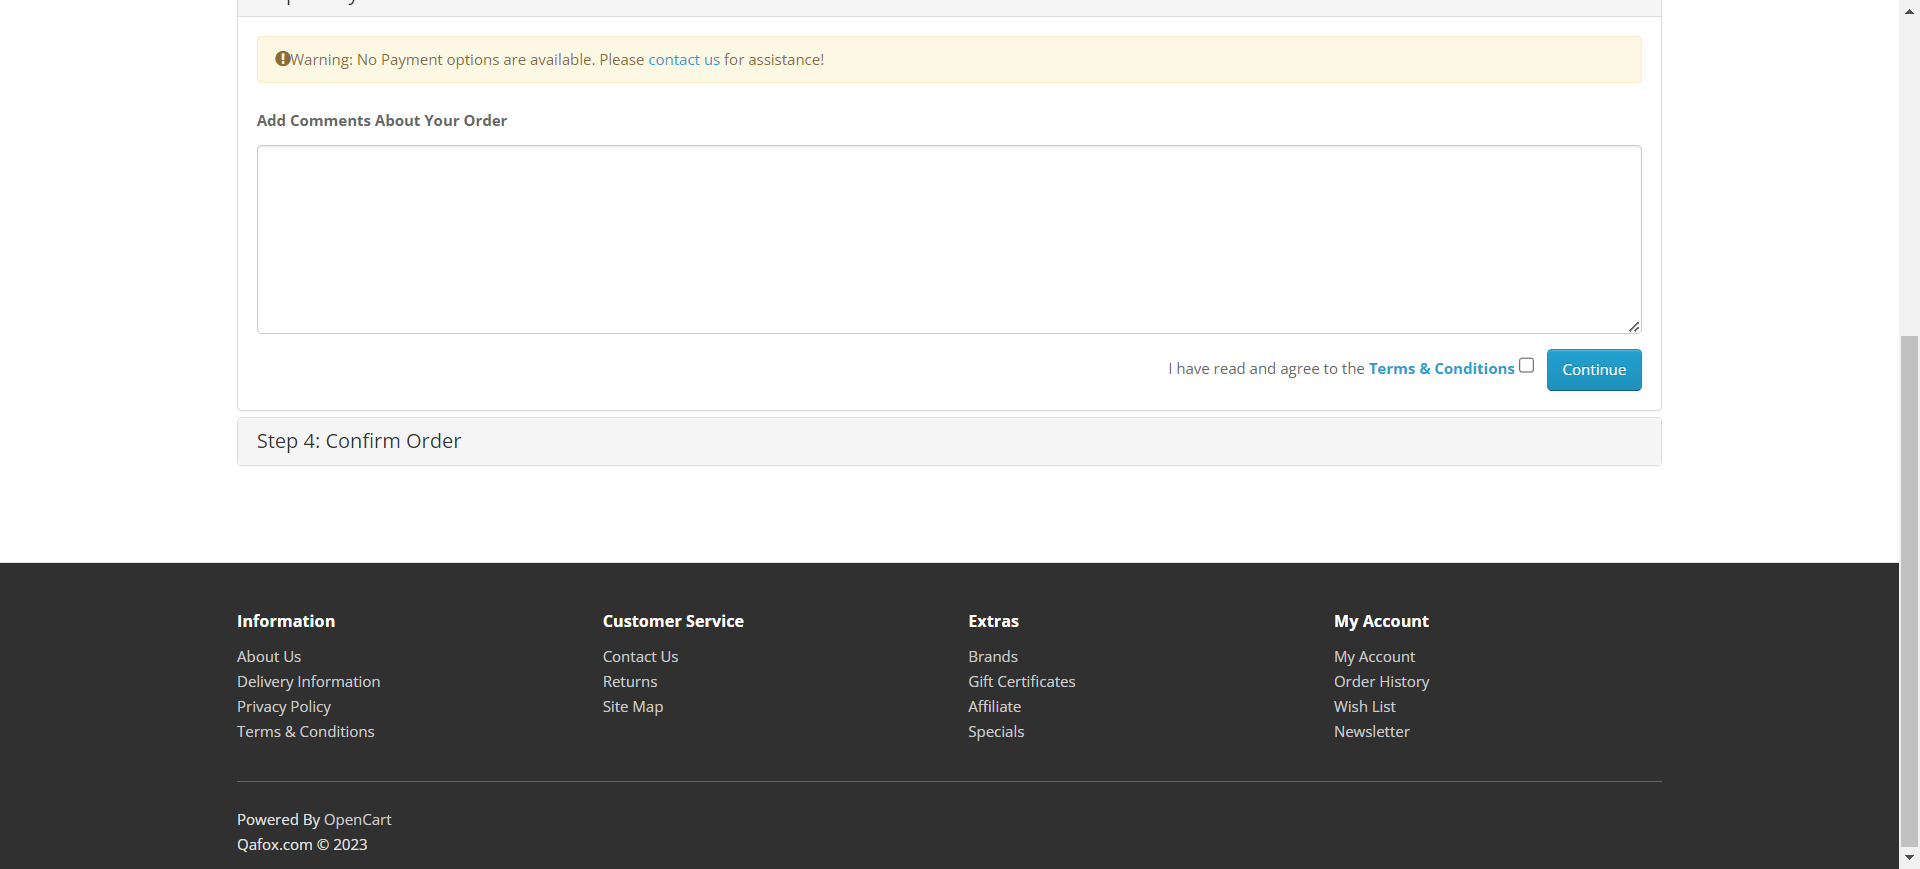 Warning: No Payment options are available. Please contact us for assistance!
Add Comments About Your Order
I have read and agree to the Terms & Conditions
Continue
Step 4: Confirm Order
Information
About Us
Delivery Information
Privacy Policy
Terms & Conditions
Customer Service
Contact Us
Returns
Site Map
Extras
Brands
Gift Certificates
Affiliate
Specials
My Account
My Account
Order History
Wish List
Newsletter
Powered By OpenCart
Qafox.com © 2023